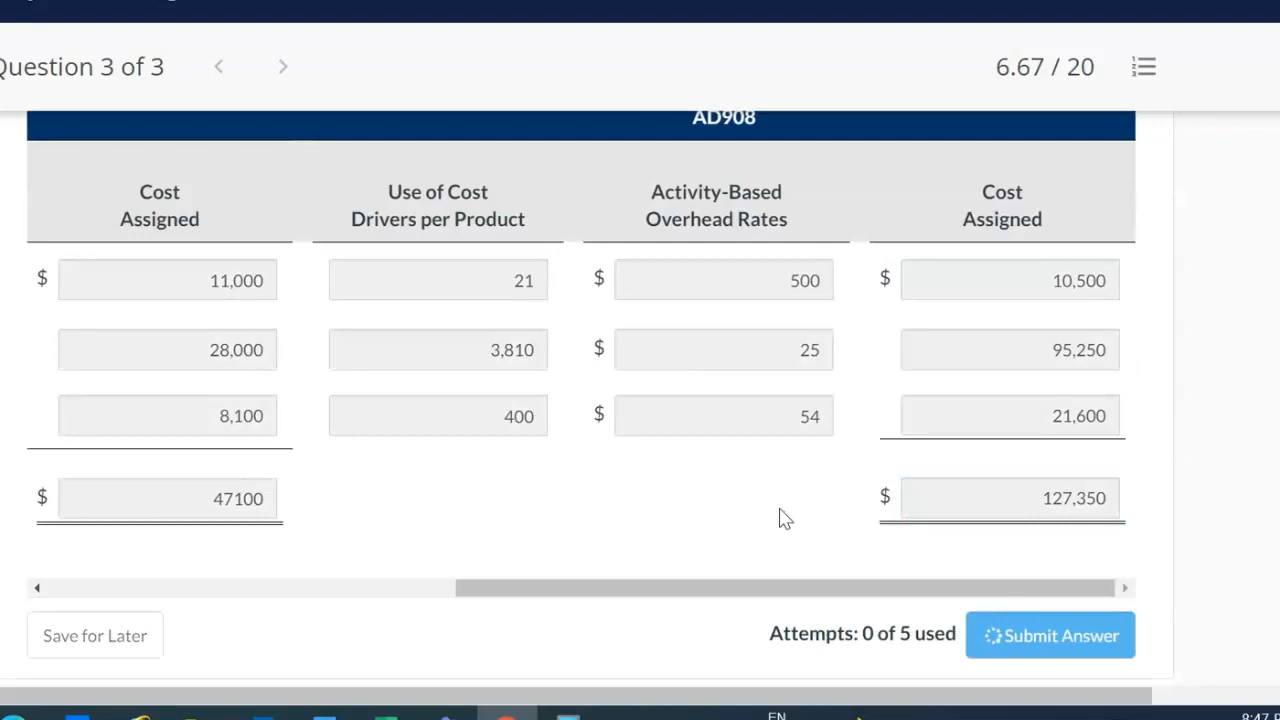 Question 3 of 3
6.67 / 20
AD908
Cost Assigned
Use of Cost Drivers per Product
Activity-Based Overhead Rates
Cost Assigned
$ 11,000 21 $ 500 $ 10,500
28,000 3,810 $ 25 95,250
8,100 400 $ 54 21,600
$ 47100 $ 127,350
Save for Later
Attempts: 0 of 5 used
Submit Answer
EN